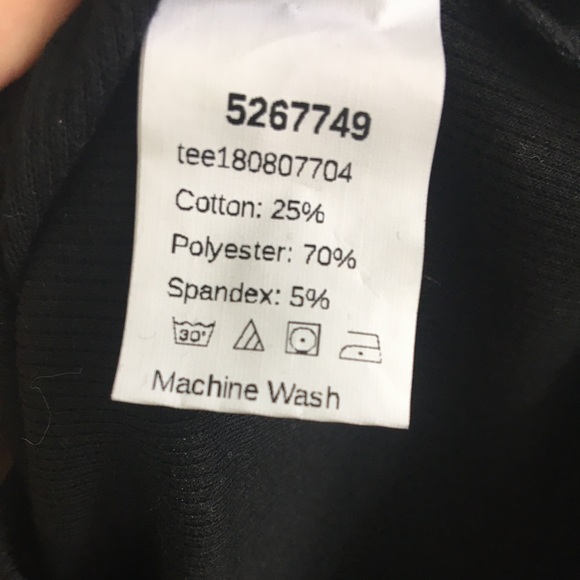 5267749
tee180807704
Cotton: 25%
Polyester: 70%
Spandex: 5%
30°
Machine Wash